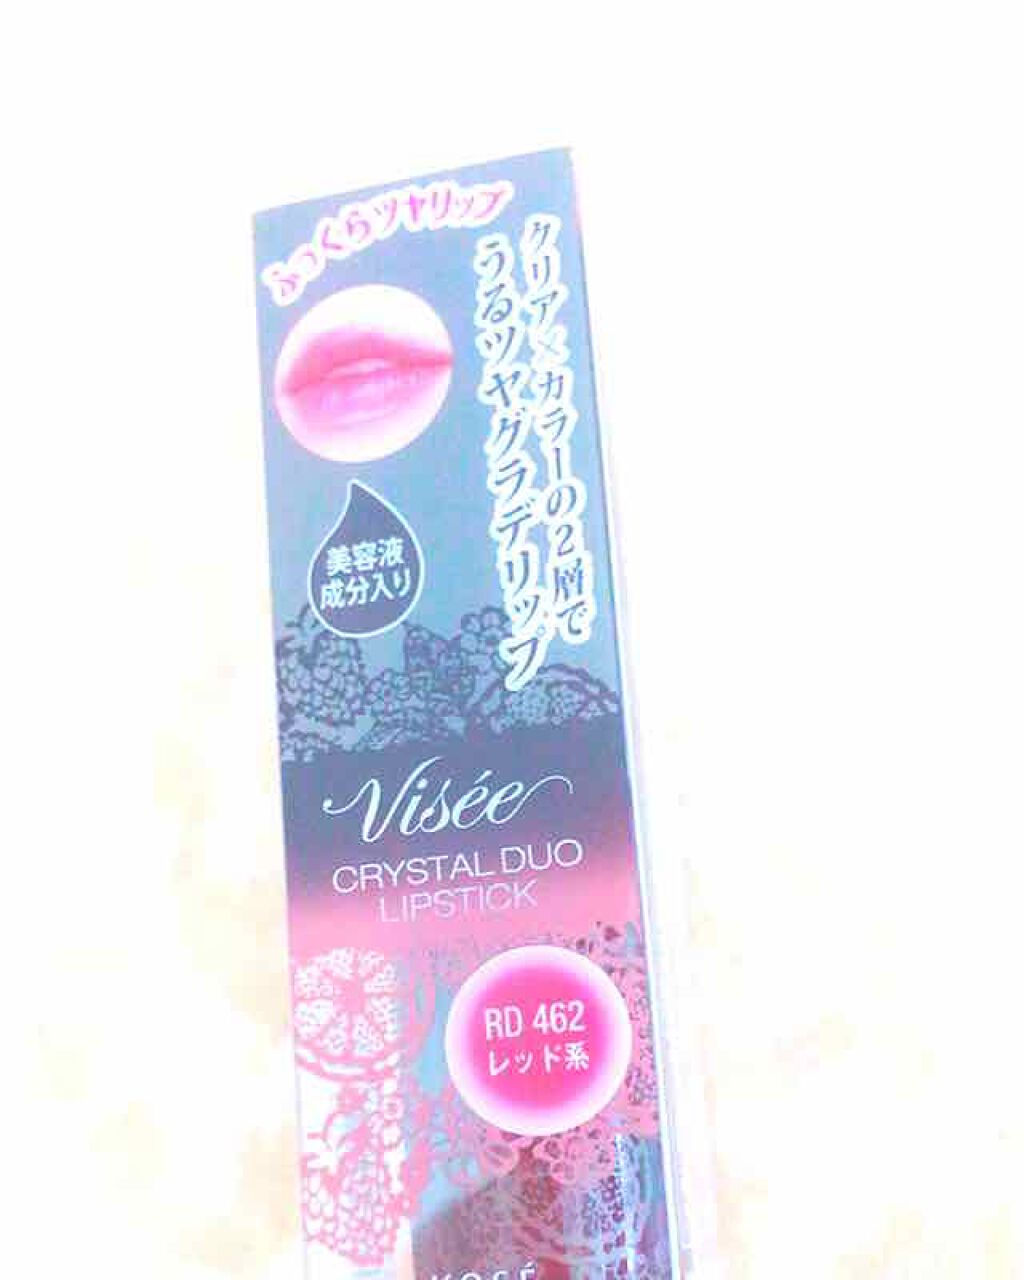 ふっくらツヤリップ
クリア×カラーの2層で
うるツヤグラデリップ
美容液
成分入り
Visée
CRYSTAL DUO
LIPSTICK
RD 462
レッド系
KOSÉ